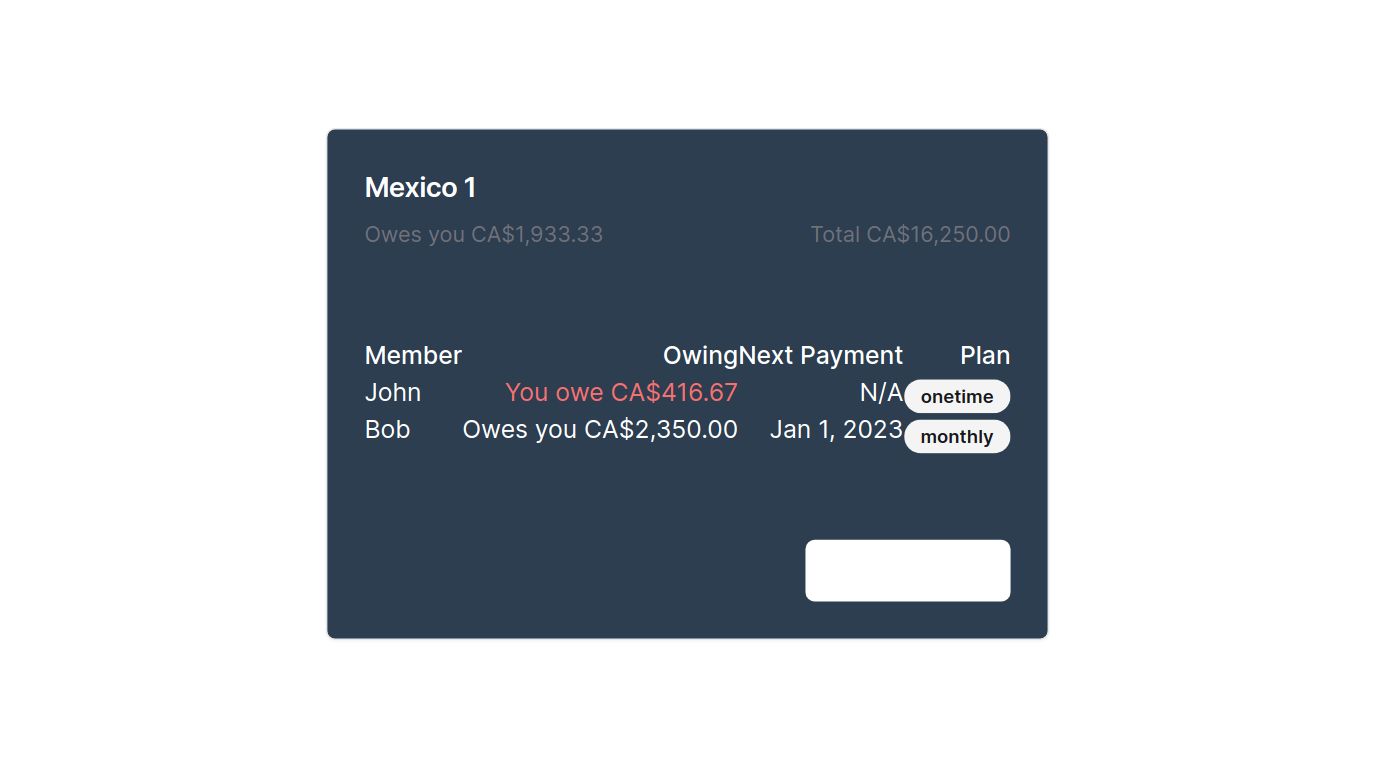 Mexico 1
Owes you CA$1,933.33 Total CA$16,250.00
Member Owing Next Payment Plan
John You owe CA$416.67 N/A onetime
Bob Owes you CA$2,350.00 Jan 1, 2023 monthly